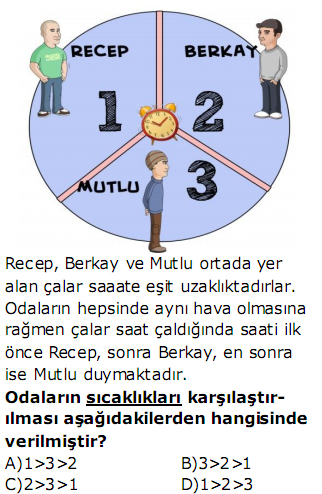 RECEP
BERKAY
1
2
MUTLU
3
Recep, Berkay ve Mutlu ortada yer
alan çalar saaate eşit uzaklıktadırlar.
Odaların hepsinde aynı hava olmasına
rağmen çalar saat çaldığında saati ilk
önce Recep, sonra Berkay, en sonra
ise Mutlu duymaktadır.
Odaların sıcaklıkları karşılaştır-
ılması aşağıdakilerden hangisinde
verilmiştir?
A)1>3>2 B)3>2>1
C)2>3>1 D)1>2>3